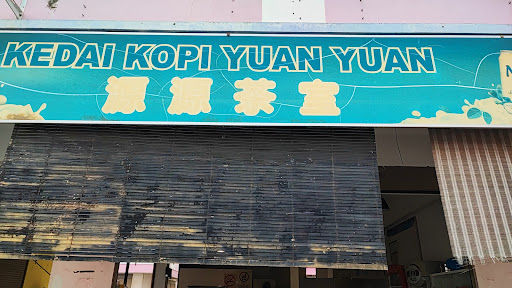 KEDAI KOPI YUAN YUAN
源源茶室